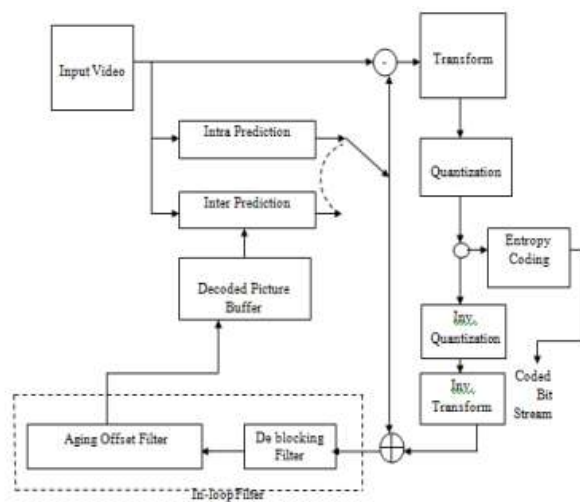 Input Video
-
Transform
Intra Prediction
Quantization
Inter Prediction
Entropy
Coding
Decoded Picture
Buffer
Inv.
Quantization
Inv.
Transform
Coded
Bit
Stream
Aging Offset Filter
De blocking
Filter
In-loop Filter